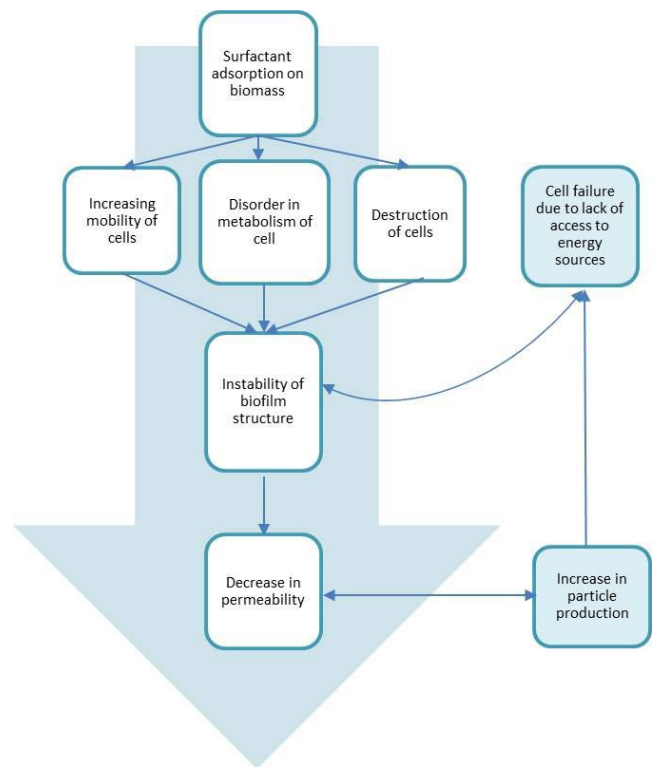 Surfactant
adsorption on
biomass
Increasing
mobility of
cells
Disorder in
metabolism of
cell
Destruction
of cells
Cell failure
due to lack of
access to
energy
sources
Instability of
biofilm
structure
Decrease in
permeability
Increase in
particle
production